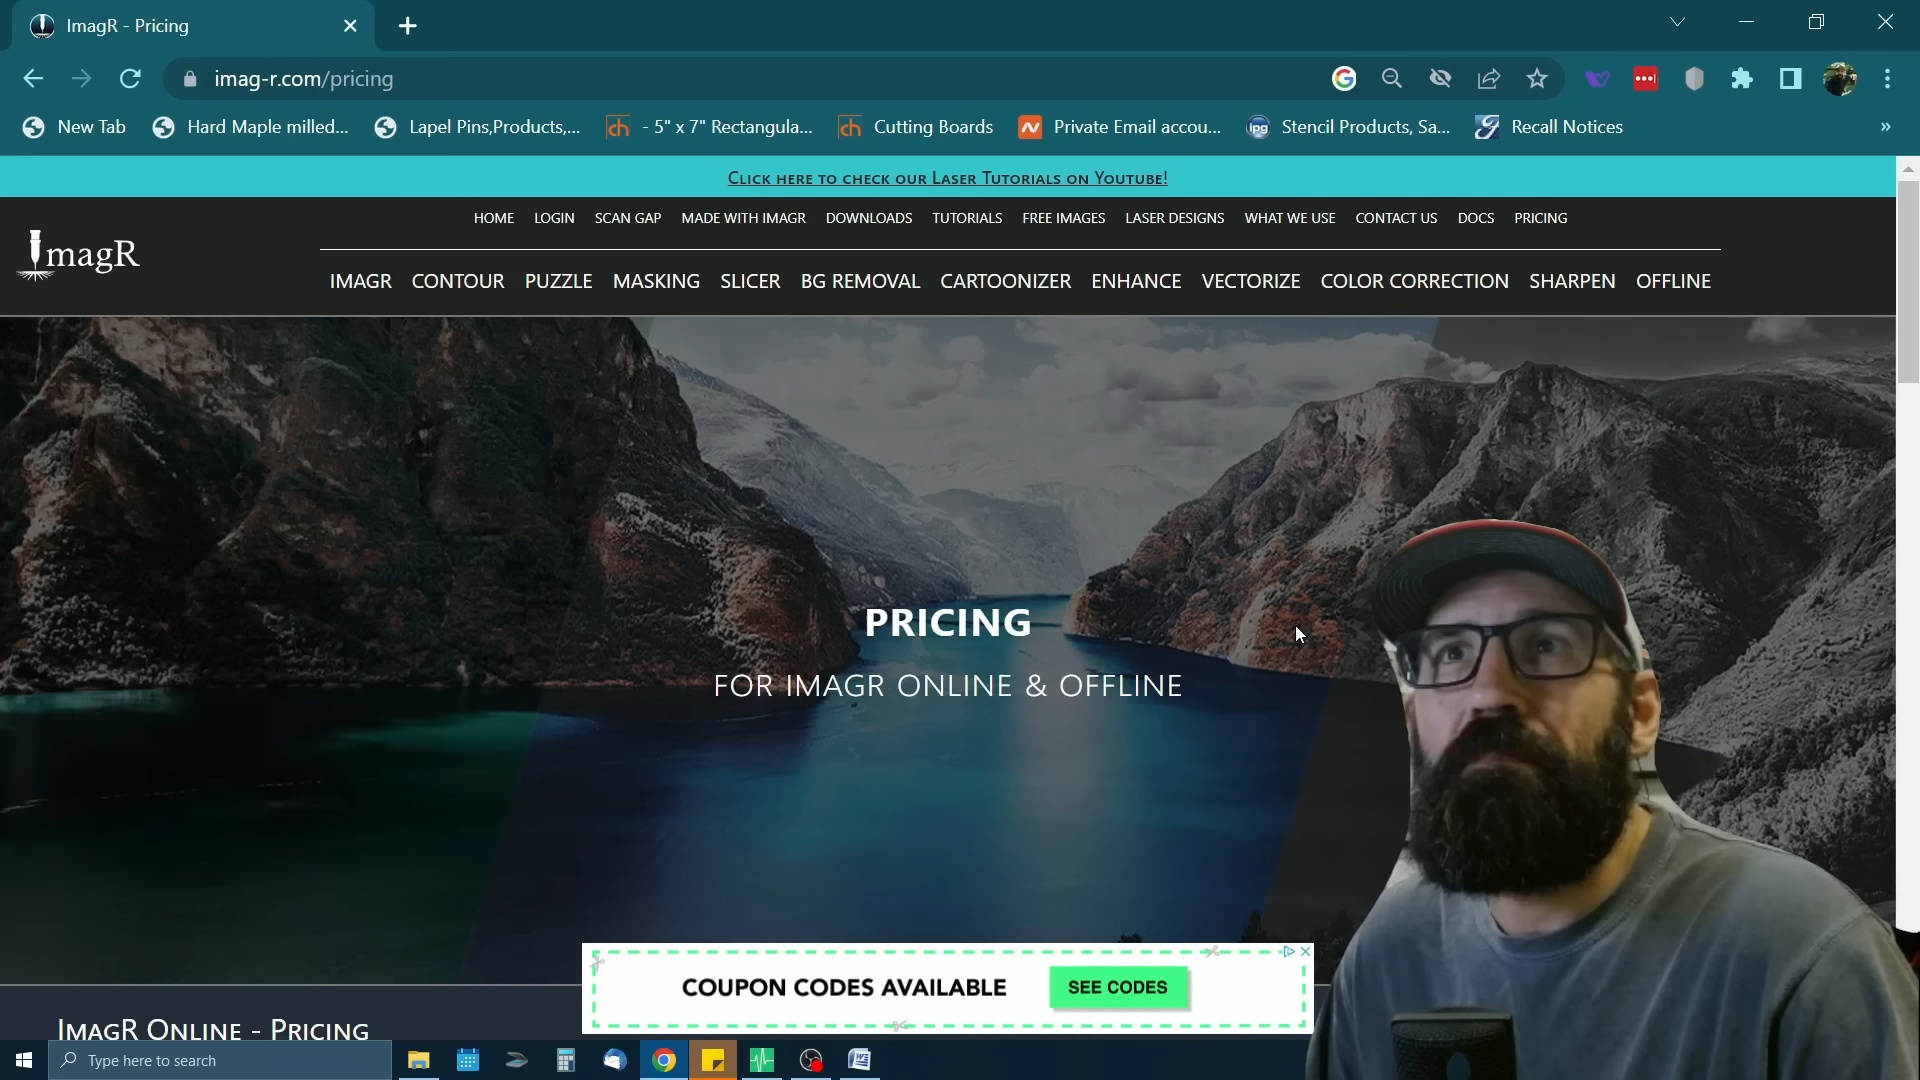 ImagR - Pricing
imag-r.com/pricing
New Tab
Hard Maple milled...
Lapel Pins,Products,...
- 5" x 7" Rectangula...
Cutting Boards
Private Email accou...
Stencil Products, Sa...
Recall Notices
»
Click here to check our Laser Tutorials on Youtube!
ImagR
HOME LOGIN SCAN GAP MADE WITH IMAGR DOWNLOADS TUTORIALS FREE IMAGES LASER DESIGNS WHAT WE USE CONTACT US DOCS PRICING
IMAGR CONTOUR PUZZLE MASKING SLICER BG REMOVAL CARTOONIZER ENHANCE VECTORIZE COLOR CORRECTION SHARPEN OFFLINE
PRICING
FOR IMAGR ONLINE & OFFLINE
COUPON CODES AVAILABLE
SEE CODES
ImagR Online - Pricing
Type here to search